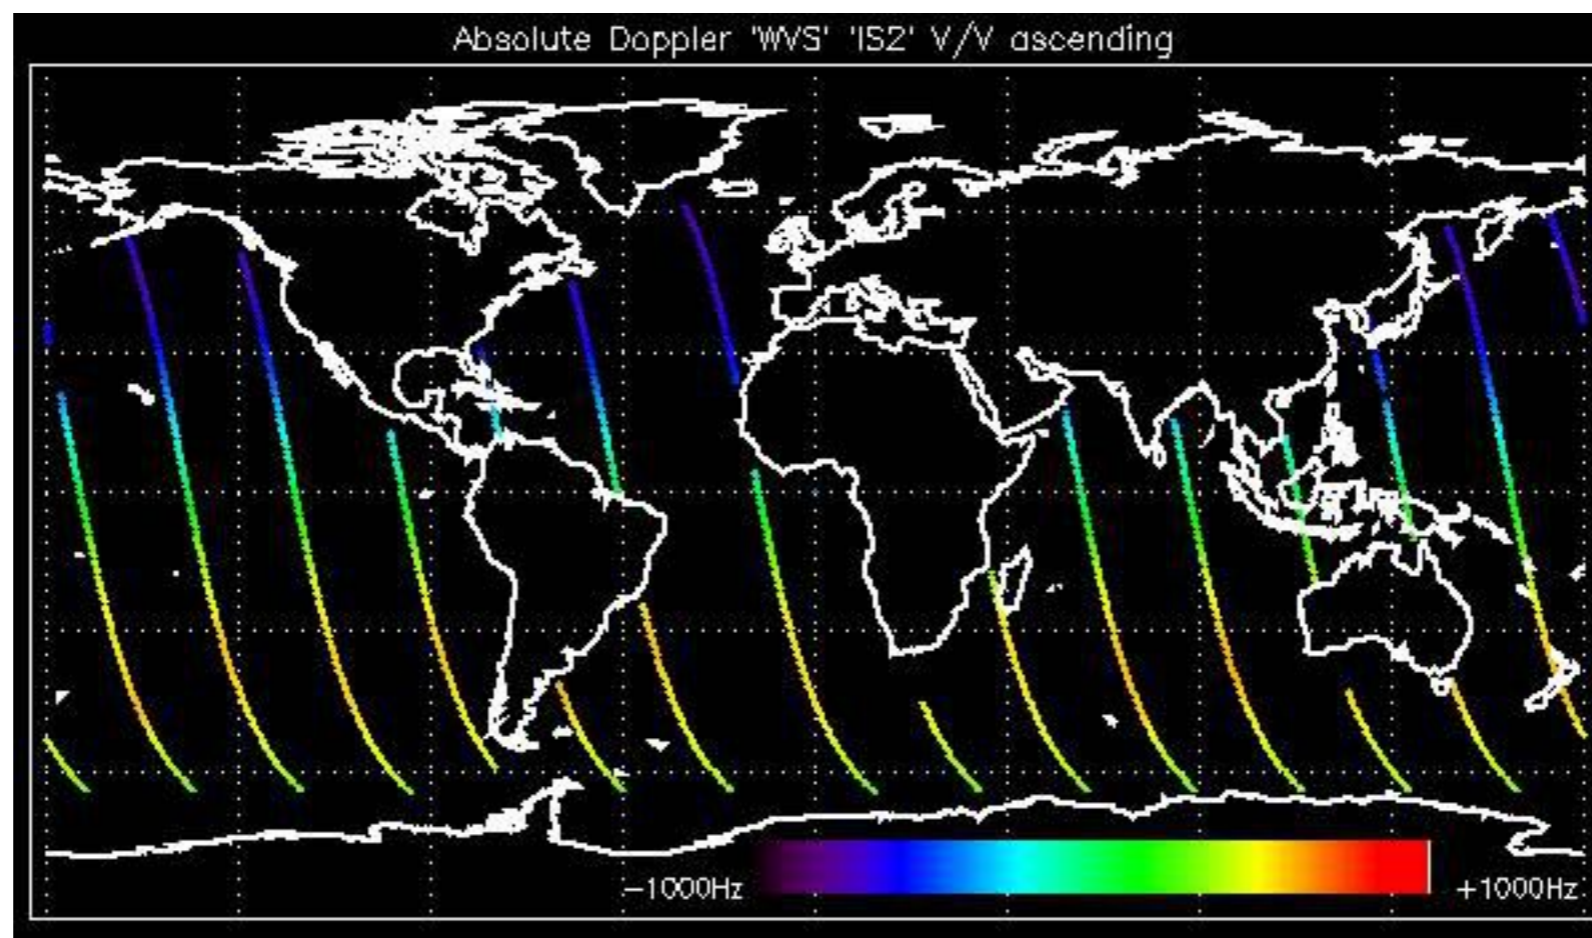 Absolute Doppler 'WVS' 'IS2' V/V ascending
−1000Hz
+1000Hz